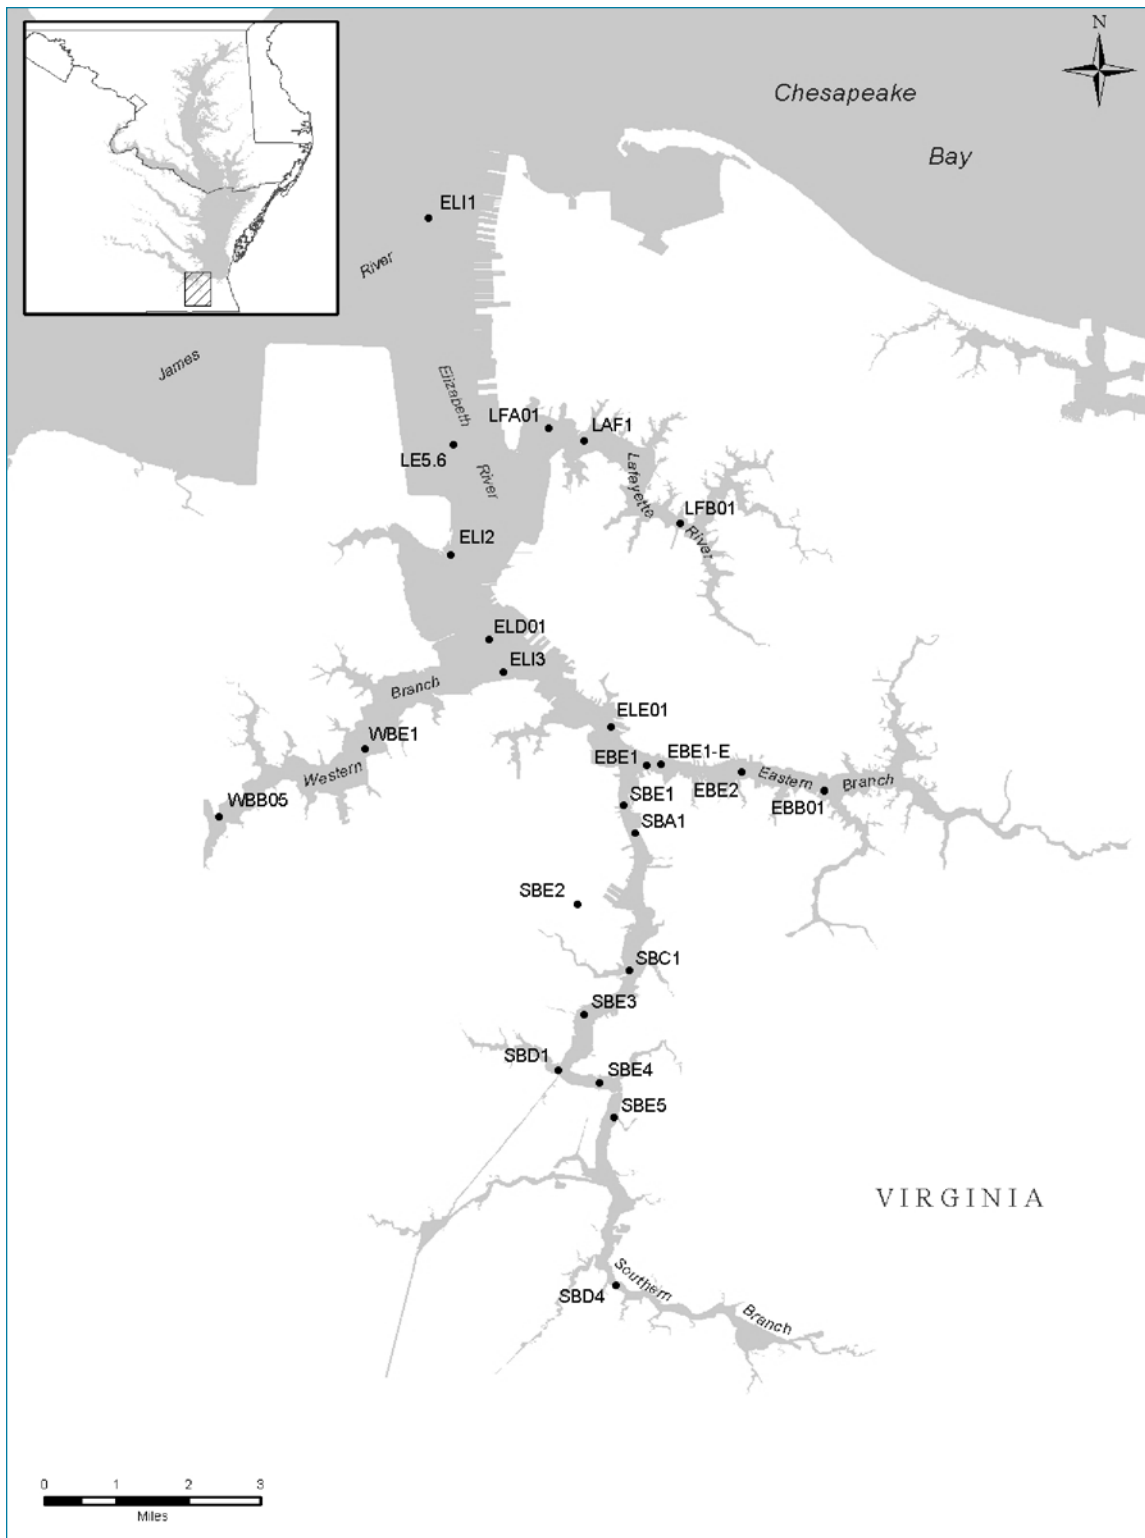 N
Chesapeake
Bay
ELI1
River
James
Elizabeth
River
LFA01
LAF1
LE5.6
Lafayette
River
LFB01
ELI2
ELD01
ELI3
Branch
Western
WBE1
WBB05
ELE01
EBE1
EBE1-E
EBE2
Eastern
Branch
EBB01
SBE1
SBA1
SBE2
SBC1
SBE3
SBD1
SBE4
SBE5
VIRGINIA
Southern
Branch
SBD4
0 1 2 3
Miles